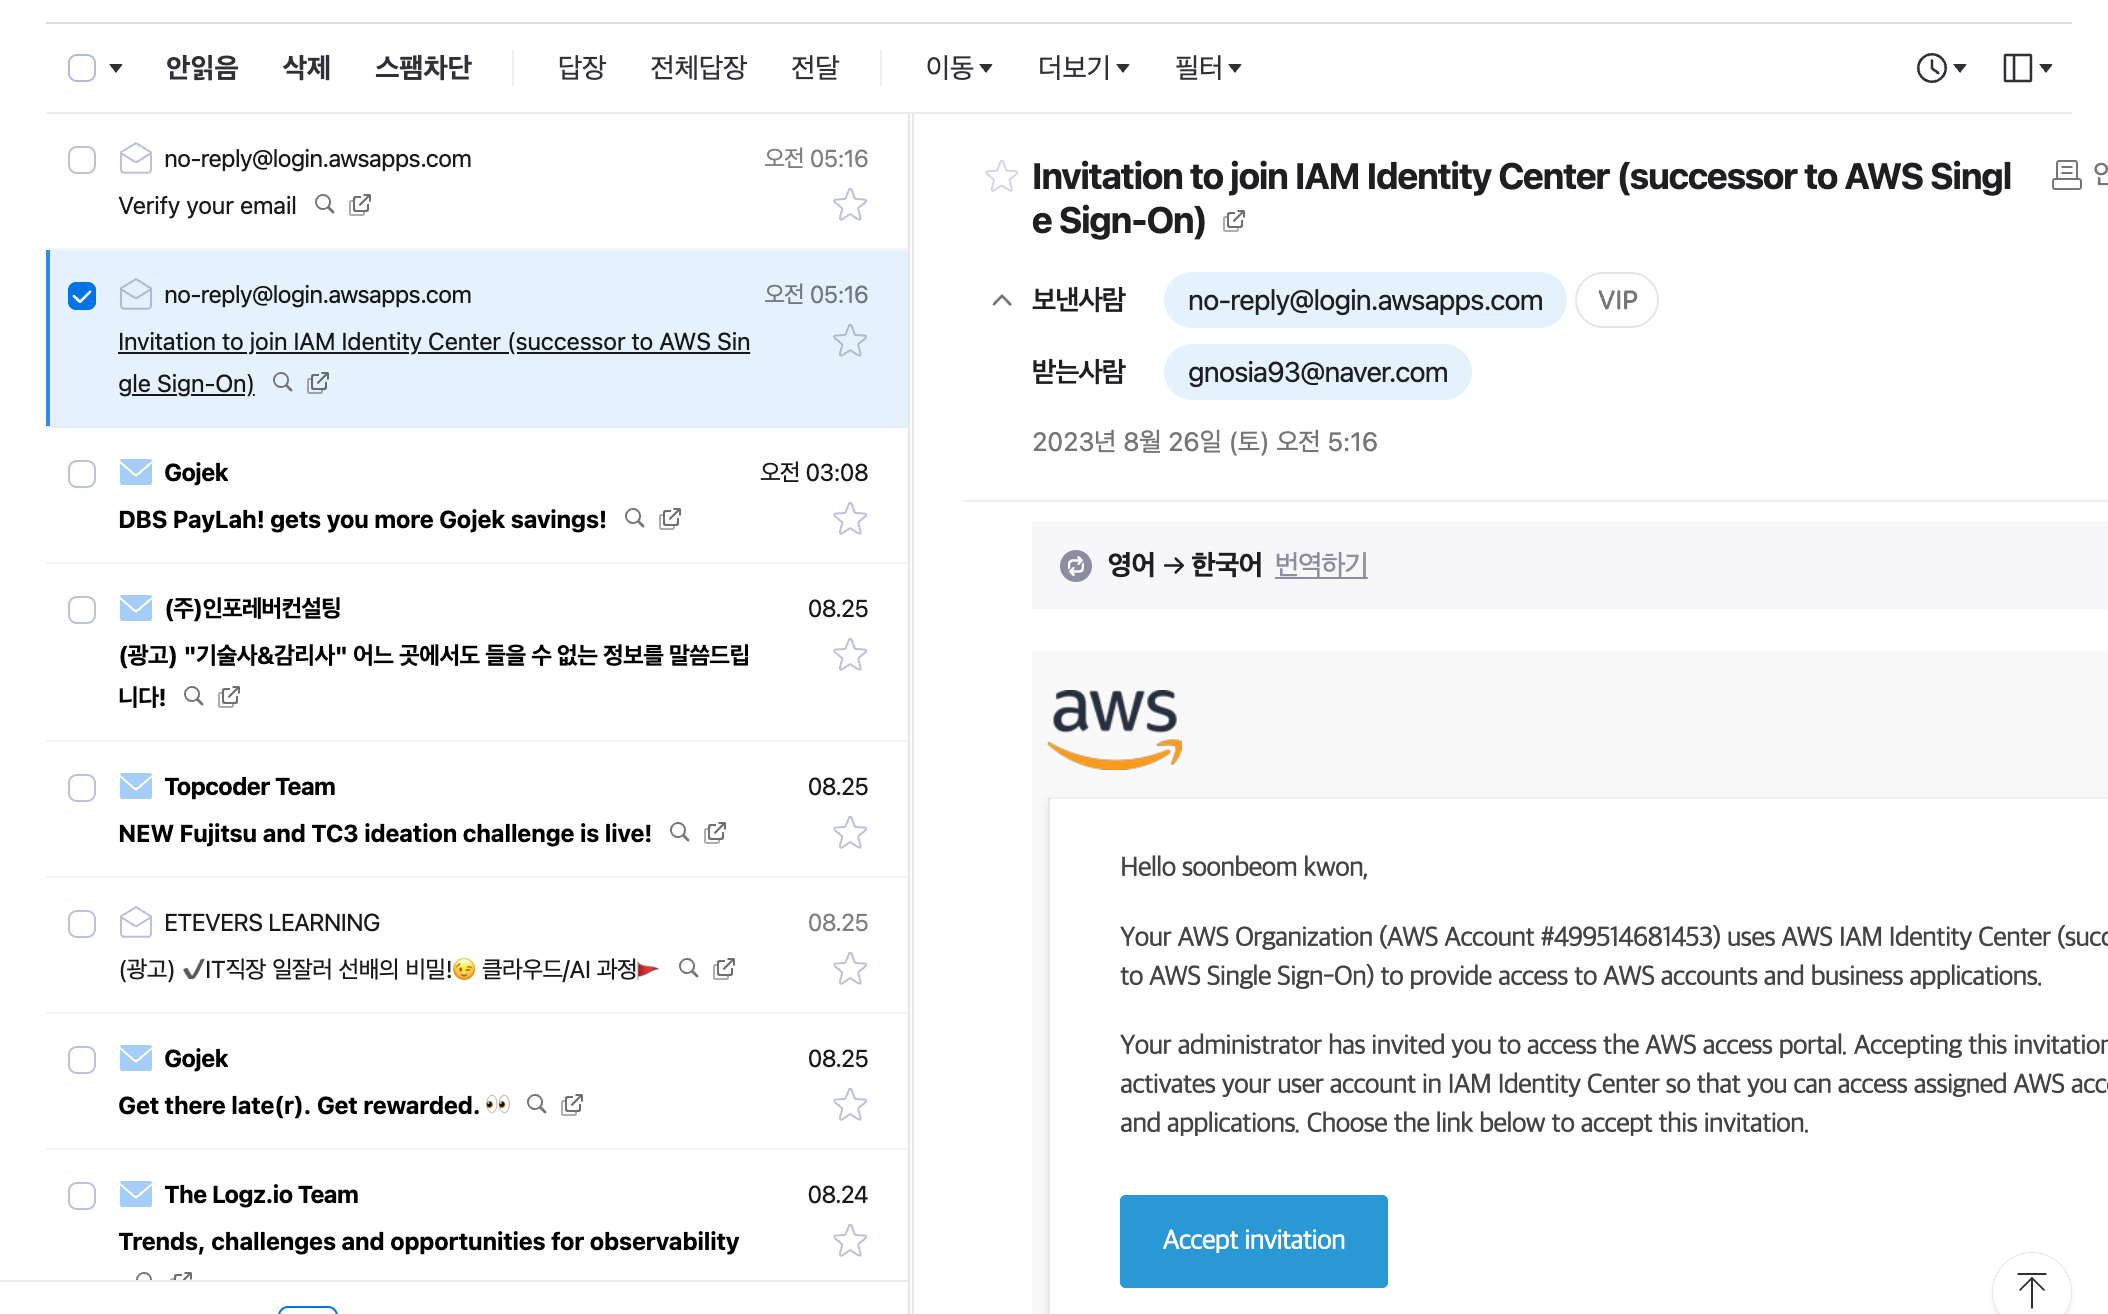 안읽음 삭제 스팸차단 답장 전체답장 전달 이동 더보기 필터
no-reply@login.awsapps.com 오전 05:16
Verify your email
no-reply@login.awsapps.com 오전 05:16
Invitation to join IAM Identity Center (successor to AWS Sin
gle Sign-On)
Gojek 오전 03:08
DBS PayLah! gets you more Gojek savings!
(주)인포레버컨설팅 08.25
(광고) "기술사&감리사" 어느 곳에서도 들을 수 없는 정보를 말씀드립
니다!
Topcoder Team 08.25
NEW Fujitsu and TC3 ideation challenge is live!
ETEVERS LEARNING 08.25
(광고) ✔IT직장 일잘러 선배의 비밀!😉 클라우드/AI 과정🚩
Gojek 08.25
Get there late(r). Get rewarded. 👀
The Logz.io Team 08.24
Trends, challenges and opportunities for observability
Invitation to join IAM Identity Center (successor to AWS Singl
e Sign-On)
보낸사람 no-reply@login.awsapps.com VIP
받는사람 gnosia93@naver.com
2023년 8월 26일 (토) 오전 5:16
영어 → 한국어 번역하기
aws
Hello soonbeom kwon,
Your AWS Organization (AWS Account #499514681453) uses AWS IAM Identity Center (succ
to AWS Single Sign-On) to provide access to AWS accounts and business applications.
Your administrator has invited you to access the AWS access portal. Accepting this invitation
activates your user account in IAM Identity Center so that you can access assigned AWS acc
and applications. Choose the link below to accept this invitation.
Accept invitation